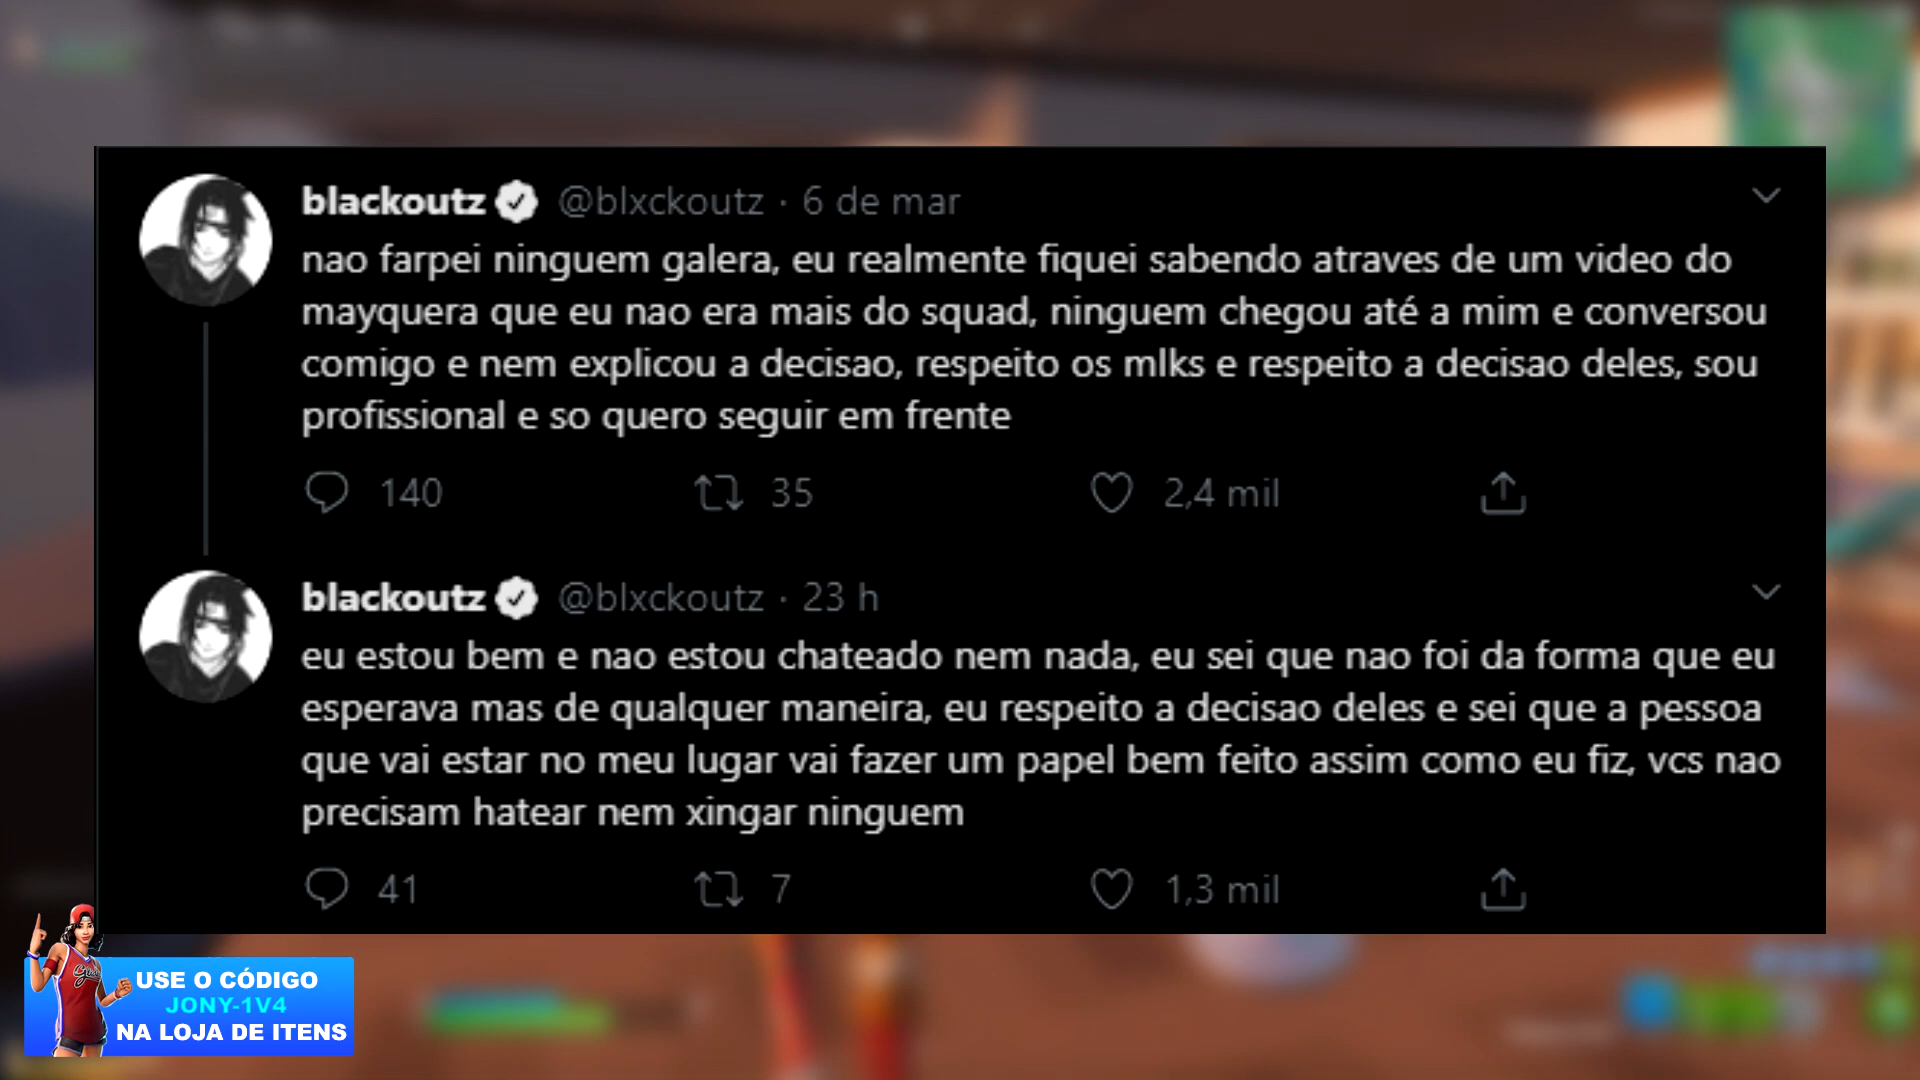 blackoutz @blxckoutz · 6 de mar
nao farpei ninguem galera, eu realmente fiquei sabendo atraves de um video do
mayquera que eu nao era mais do squad, ninguem chegou até a mim e conversou
comigo e nem explicou a decisao, respeito os mlks e respeito a decisao deles, sou
profissional e so quero seguir em frente
140 35 2,4 mil
blackoutz @blxckoutz · 23 h
eu estou bem e nao estou chateado nem nada, eu sei que nao foi da forma que eu
esperava mas de qualquer maneira, eu respeito a decisao deles e sei que a pessoa
que vai estar no meu lugar vai fazer um papel bem feito assim como eu fiz, vcs nao
precisam hatear nem xingar ninguem
41 7 1,3 mil
USE O CÓDIGO
JONY-1V4
NA LOJA DE ITENS